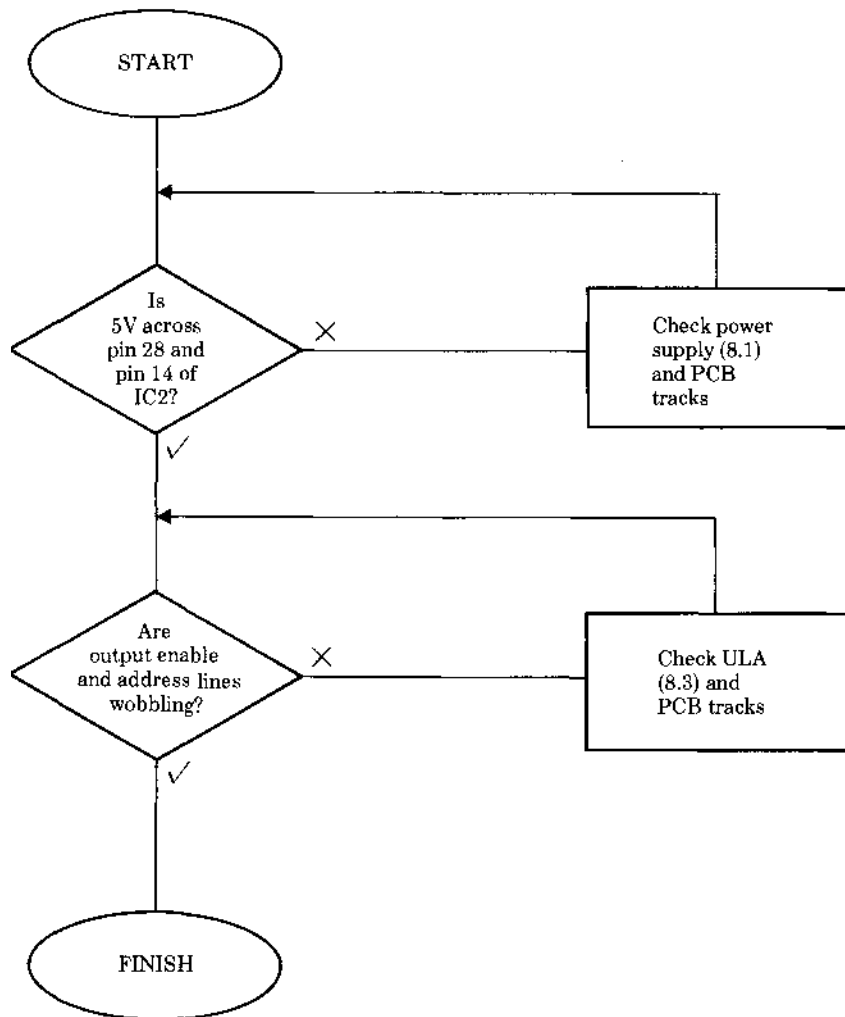 START
Is
5V across
pin 28 and
pin 14 of
IC2?
×
Check power
supply (8.1)
and PCB
tracks
✓
Are
output enable
and address lines
wobbling?
×
Check ULA
(8.3) and
PCB tracks
✓
FINISH